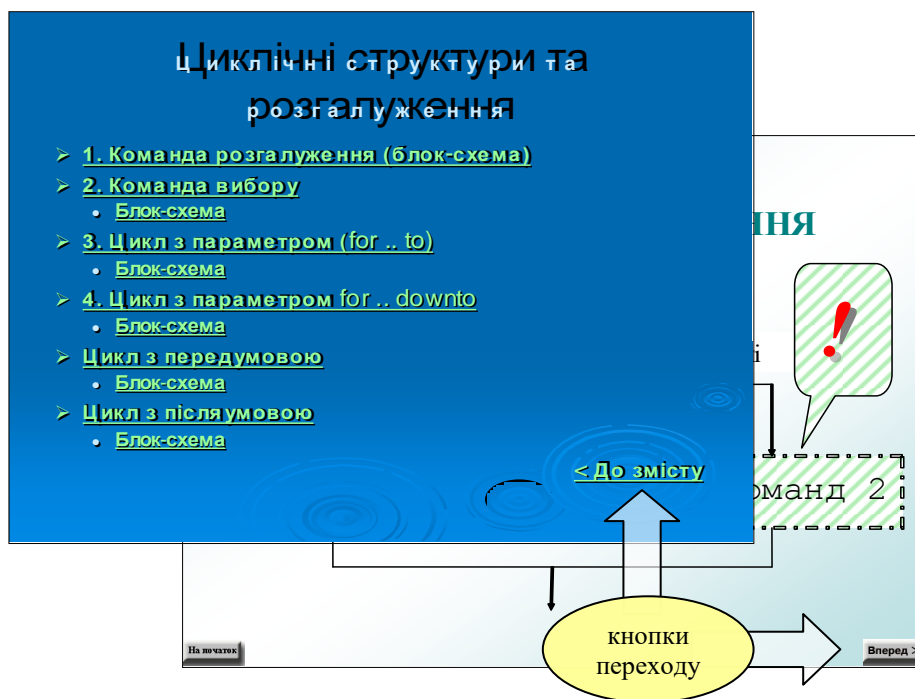 Циклічні структури та
розгалуження
1. Команда розгалуження (блок-схема)
2. Команда вибору
Блок-схема
3. Цикл з параметром (for .. to)
Блок-схема
4. Цикл з параметром for .. downto
Блок-схема
Цикл з передумовою
Блок-схема
Цикл з післяумовою
Блок-схема
< До змісту
ння
!
і
оманд 2
кнопки
переходу
На початок
Вперед >